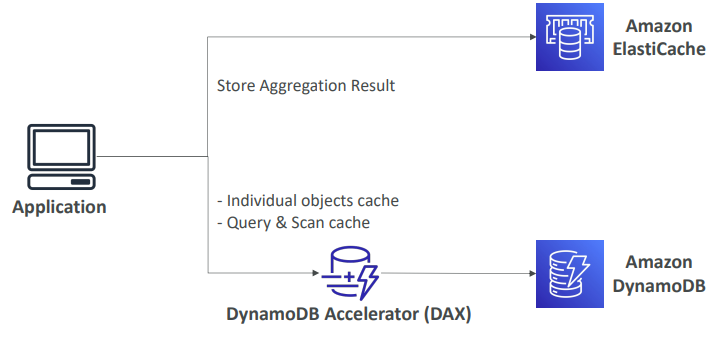 Amazon
ElastiCache
Store Aggregation Result
Application
- Individual objects cache
- Query & Scan cache
Amazon
DynamoDB
DynamoDB Accelerator (DAX)